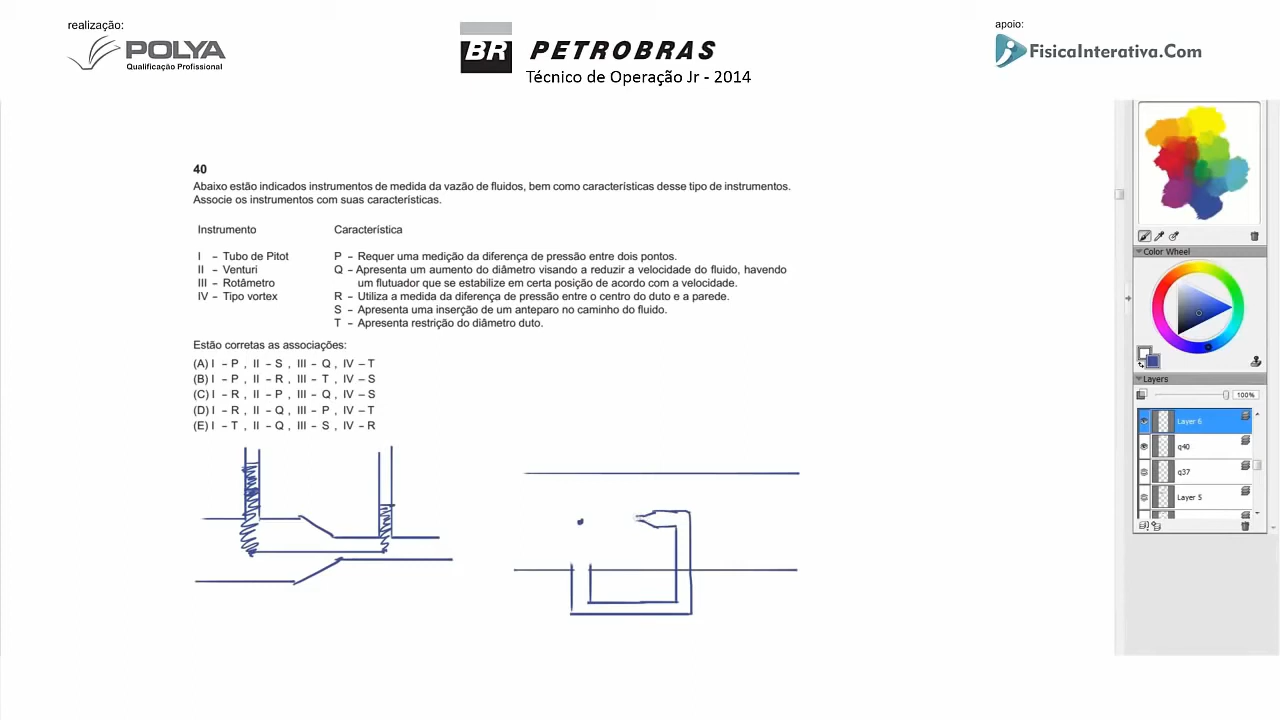 realização:
POLYA
Qualificação Profissional
BR PETROBRAS
Técnico de Operação Jr - 2014
apoio:
FisicaInterativa.Com
40
Abaixo estão indicados instrumentos de medida da vazão de fluidos, bem como características desse tipo de instrumentos.
Associe os instrumentos com suas características.
Instrumento Característica
I – Tubo de Pitot P – Requer uma medição da diferença de pressão entre dois pontos.
II – Venturi Q – Apresenta um aumento do diâmetro visando a reduzir a velocidade do fluido, havendo
III – Rotâmetro um flutuador que se estabiliza em certa posição de acordo com a velocidade.
IV – Tipo vortex R – Utiliza a medida da diferença de pressão entre o centro do duto e a parede.
S – Apresenta uma inserção de um anteparo no caminho do fluido.
T – Apresenta restrição do diâmetro duto.
Estão corretas as associações:
(A) I – P , II – S , III – Q , IV – T
(B) I – P , II – R , III – T , IV – S
(C) I – R , II – P , III – Q , IV – S
(D) I – R , II – Q , III – P , IV – T
(E) I – T , II – Q , III – S , IV – R
Color Wheel
Layers
100%
Layer 6
q40
q37
Layer 5